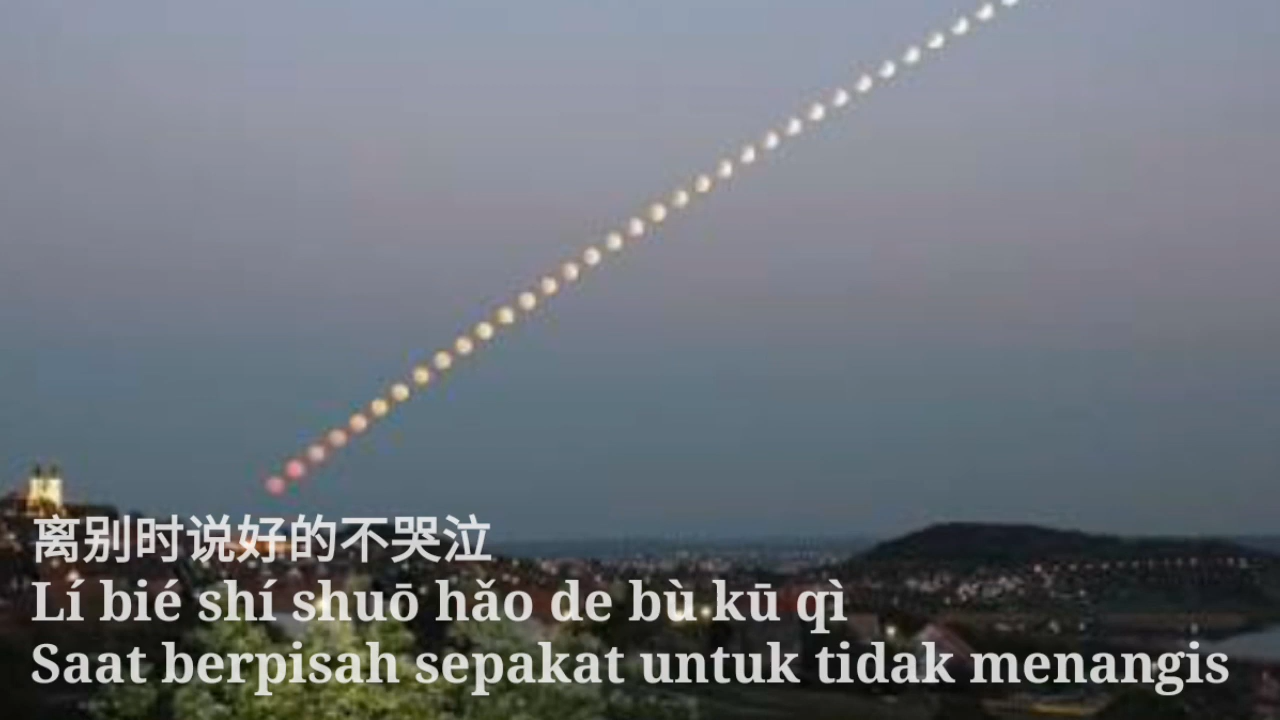 离别时说好的不哭泣
Lí bié shí shuō hǎo de bù kū qì
Saat berpisah sepakat untuk tidak menangis